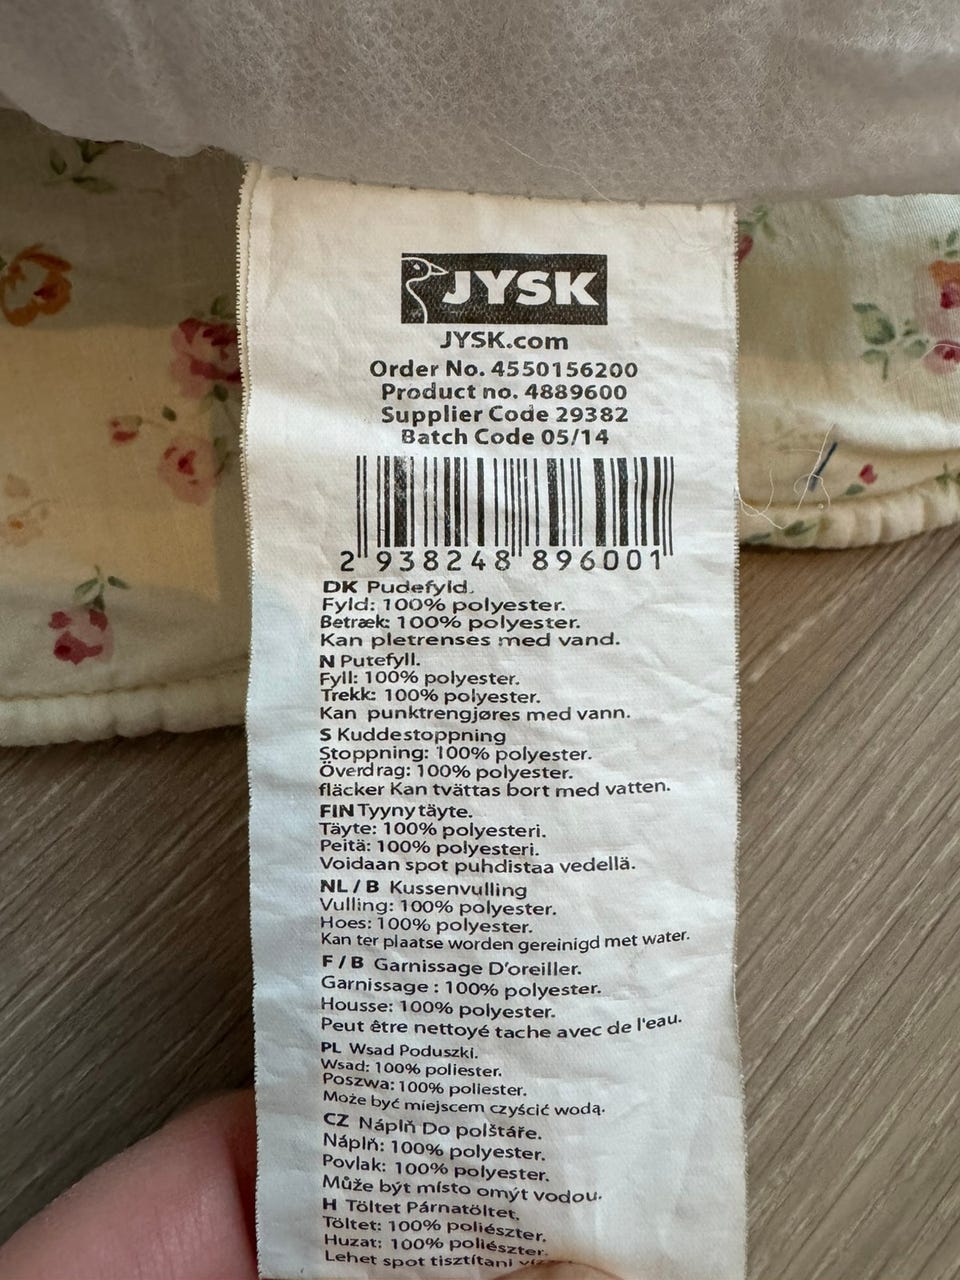 JYSK
JYSK.com
Order No. 4550156200
Product no. 4889600
Supplier Code 29382
Batch Code 05/14
2 938248 896001
DK Pudefyld.
Fyld: 100% polyester.
Betræk: 100% polyester.
Kan pletrenses med vand.
N Putefyll.
Fyll: 100% polyester.
Trekk: 100% polyester.
Kan punktrengjøres med vann.
S Kuddestoppning
Stoppning: 100% polyester.
Överdrag: 100% polyester.
fläcker Kan tvättas bort med vatten.
FIN Tyynytäyte.
Täyte: 100% polyesteri.
Peitä: 100% polyesteri.
Voidaan spot puhdistaa vedellä.
NL / B Kussenvulling
Vulling: 100% polyester.
Hoes: 100% polyester.
Kan ter plaatse worden gereinigd met water.
F / B Garnissage D'oreiller.
Garnissage : 100% polyester.
Housse: 100% polyester.
Peut être nettoyé tache avec de l'eau.
PL Wsad Poduszki.
Wsad: 100% poliester.
Poszwa: 100% poliester.
Może być miejscem czyścić wodą.
CZ Náplň Do polštáře.
Náplň: 100% polyester.
Povlak: 100% polyester.
Může být místo omýt vodou.
H Töltet Párnatöltet.
Töltet: 100% poliészter.
Huzat: 100% poliészter.
Lehet spot tisztítani